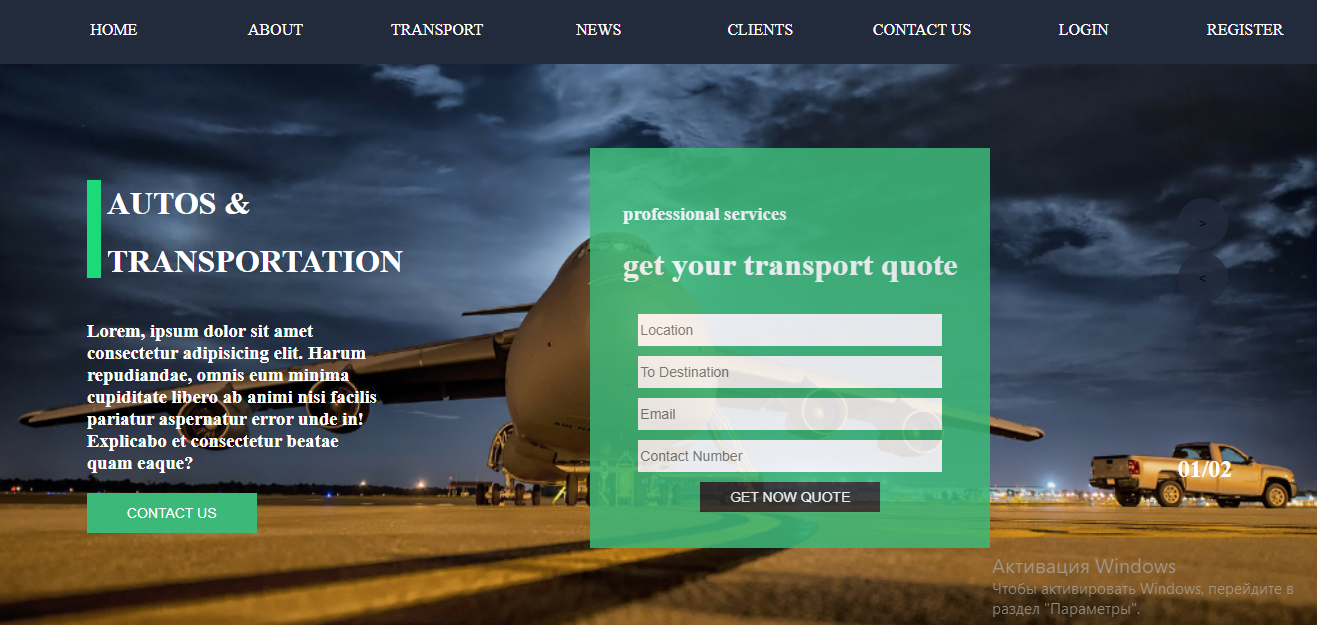 HOME ABOUT TRANSPORT NEWS CLIENTS CONTACT US LOGIN REGISTER
AUTOS &
TRANSPORTATION
Lorem, ipsum dolor sit amet
consectetur adipisicing elit. Harum
repudiandae, omnis eum minima
cupiditate libero ab animi nisi facilis
pariatur aspernatur error unde in!
Explicabo et consectetur beatae
quam eaque?
CONTACT US
professional services
get your transport quote
Location
To Destination
Email
Contact Number
GET NOW QUOTE
>
<
01/02
Активация Windows
Чтобы активировать Windows, перейдите в
раздел "Параметры".